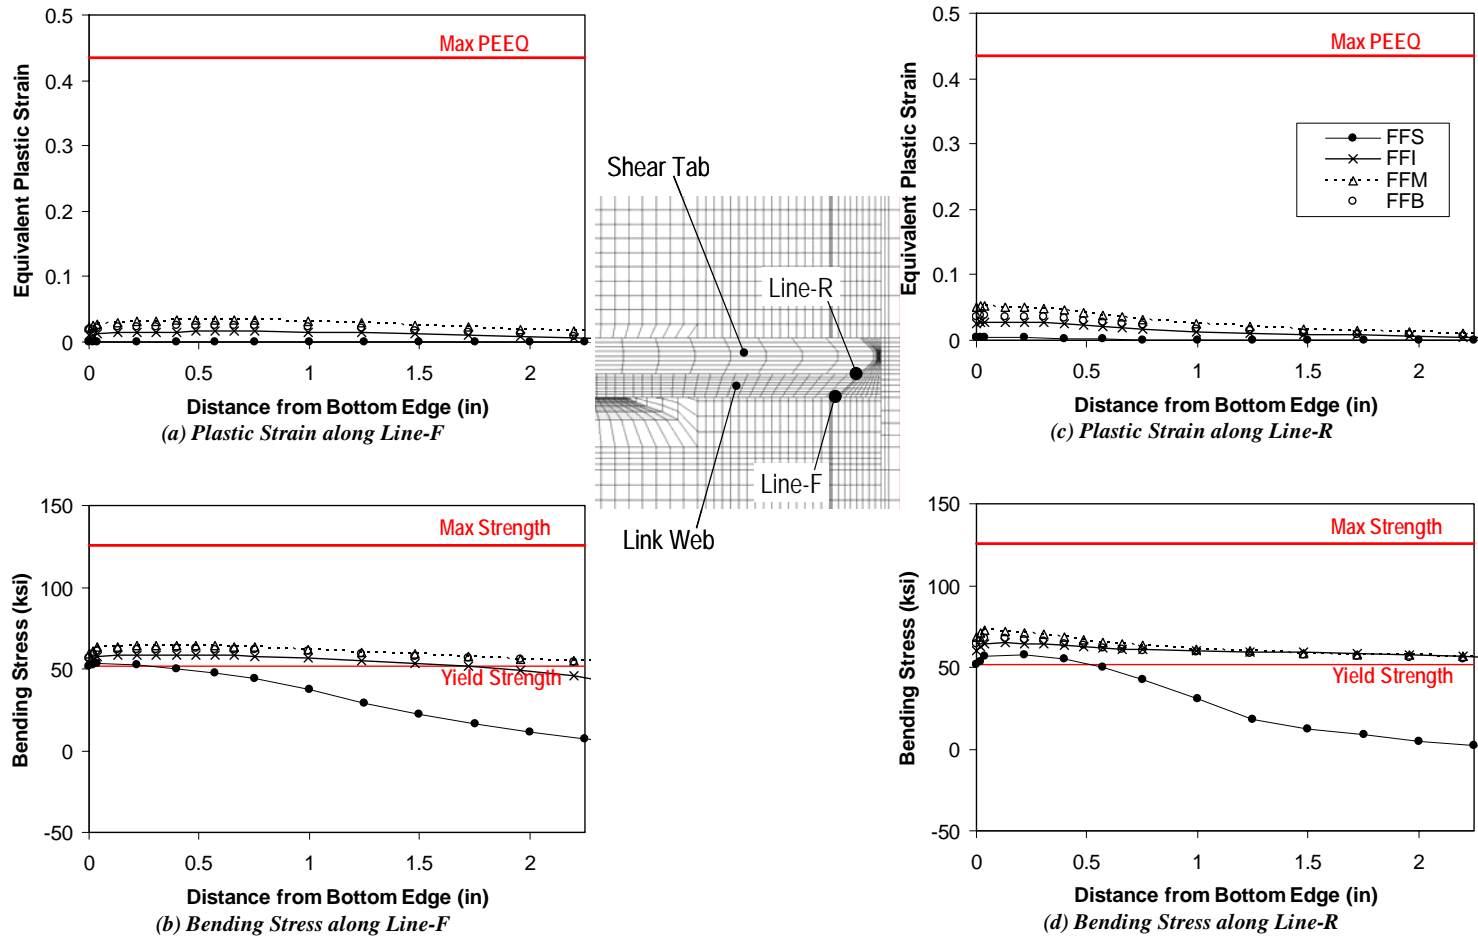 0.5
0.4
0.3
0.2
0.1
0
Equivalent Plastic Strain
Max PEEQ
0 0.5 1 1.5 2
Distance from Bottom Edge (in)
(a) Plastic Strain along Line-F
150
100
50
0
-50
Bending Stress (ksi)
Max Strength
Yield Strength
0 0.5 1 1.5 2
Distance from Bottom Edge (in)
(b) Bending Stress along Line-F
Shear Tab
Line-R
Line-F
Link Web
0.5
0.4
0.3
0.2
0.1
0
Equivalent Plastic Strain
Max PEEQ
FFS
FFI
FFM
FFB
0 0.5 1 1.5 2
Distance from Bottom Edge (in)
(c) Plastic Strain along Line-R
150
100
50
0
-50
Bending Stress (ksi)
Max Strength
Yield Strength
0 0.5 1 1.5 2
Distance from Bottom Edge (in)
(d) Bending Stress along Line-R